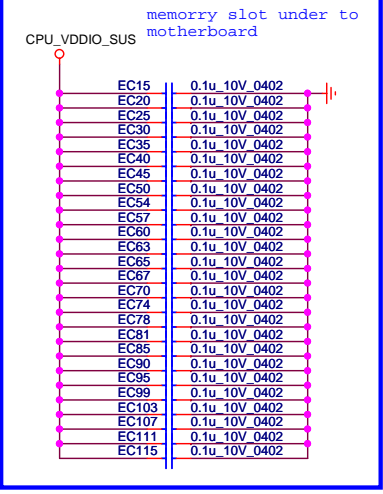 memorry slot under to
motherboard
CPU_VDDIO_SUS
EC15 0.1u_10V_0402
EC20 0.1u_10V_0402
EC25 0.1u_10V_0402
EC30 0.1u_10V_0402
EC35 0.1u_10V_0402
EC40 0.1u_10V_0402
EC45 0.1u_10V_0402
EC50 0.1u_10V_0402
EC54 0.1u_10V_0402
EC57 0.1u_10V_0402
EC60 0.1u_10V_0402
EC63 0.1u_10V_0402
EC65 0.1u_10V_0402
EC67 0.1u_10V_0402
EC70 0.1u_10V_0402
EC74 0.1u_10V_0402
EC78 0.1u_10V_0402
EC81 0.1u_10V_0402
EC85 0.1u_10V_0402
EC90 0.1u_10V_0402
EC95 0.1u_10V_0402
EC99 0.1u_10V_0402
EC103 0.1u_10V_0402
EC107 0.1u_10V_0402
EC111 0.1u_10V_0402
EC115 0.1u_10V_0402